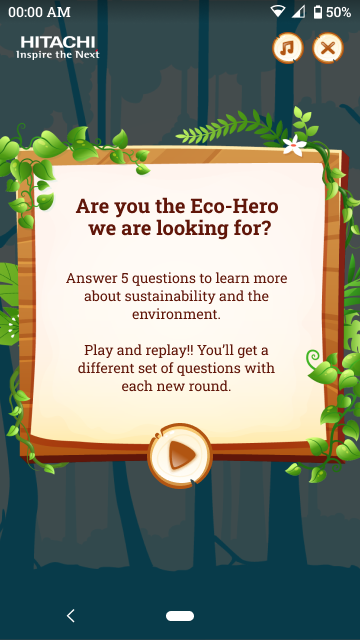 00:00 AM
50%
HITACHI
Inspire the Next
Are you the Eco-Hero
we are looking for?
Answer 5 questions to learn more
about sustainability and the
environment.
Play and replay!! You'll get a
different set of questions with
each new round.